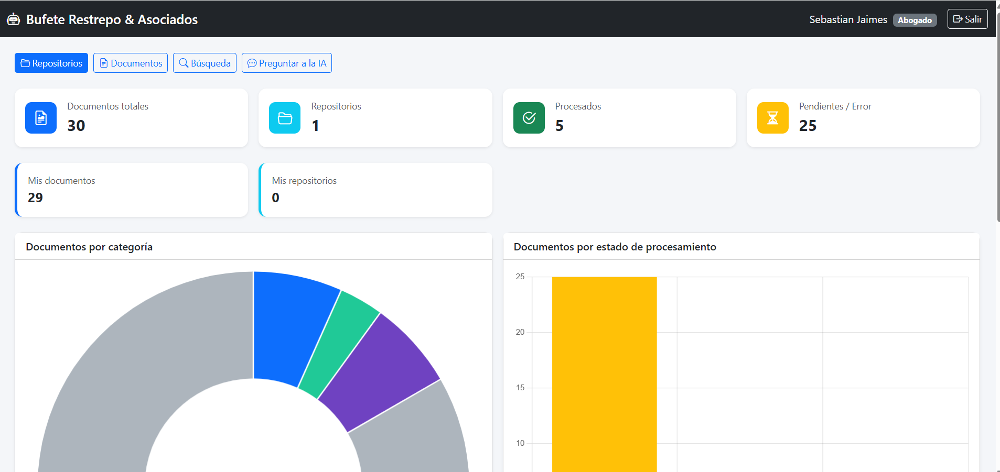 Bufete Restrepo & Asociados
Sebastian Jaimes Abogado Salir
Repositorios Documentos Búsqueda Preguntar a la IA
Documentos totales
30
Repositorios
1
Procesados
5
Pendientes / Error
25
Mis documentos
29
Mis repositorios
0
Documentos por categoría
Documentos por estado de procesamiento
25
20
15
10